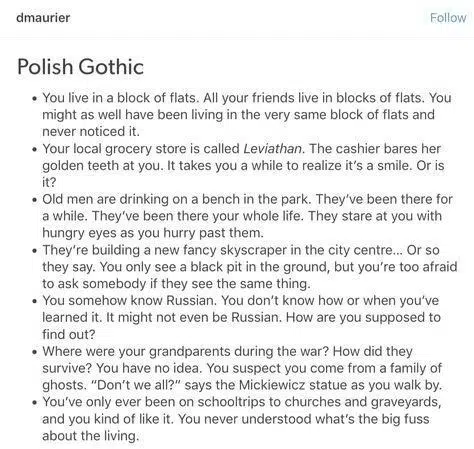 dmaurier
Follow
Polish Gothic
• You live in a block of flats. All your friends live in blocks of flats. You
might as well have been living in the very same block of flats and
never noticed it.
• Your local grocery store is called Leviathan. The cashier bares her
golden teeth at you. It takes you a while to realize it's a smile. Or is
it?
• Old men are drinking on a bench in the park. They've been there for
a while. They've been there your whole life. They stare at you with
hungry eyes as you hurry past them.
• They're building a new fancy skyscraper in the city centre... Or so
they say. You only see a black pit in the ground, but you're too afraid
to ask somebody if they see the same thing.
• You somehow know Russian. You don't know how or when you've
learned it. It might not even be Russian. How are you supposed to
find out?
• Where were your grandparents during the war? How did they
survive? You have no idea. You suspect you come from a family of
ghosts. "Don't we all?" says the Mickiewicz statue as you walk by.
• You've only ever been on schooltrips to churches and graveyards,
and you kind of like it. You never understood what's the big fuss
about the living.